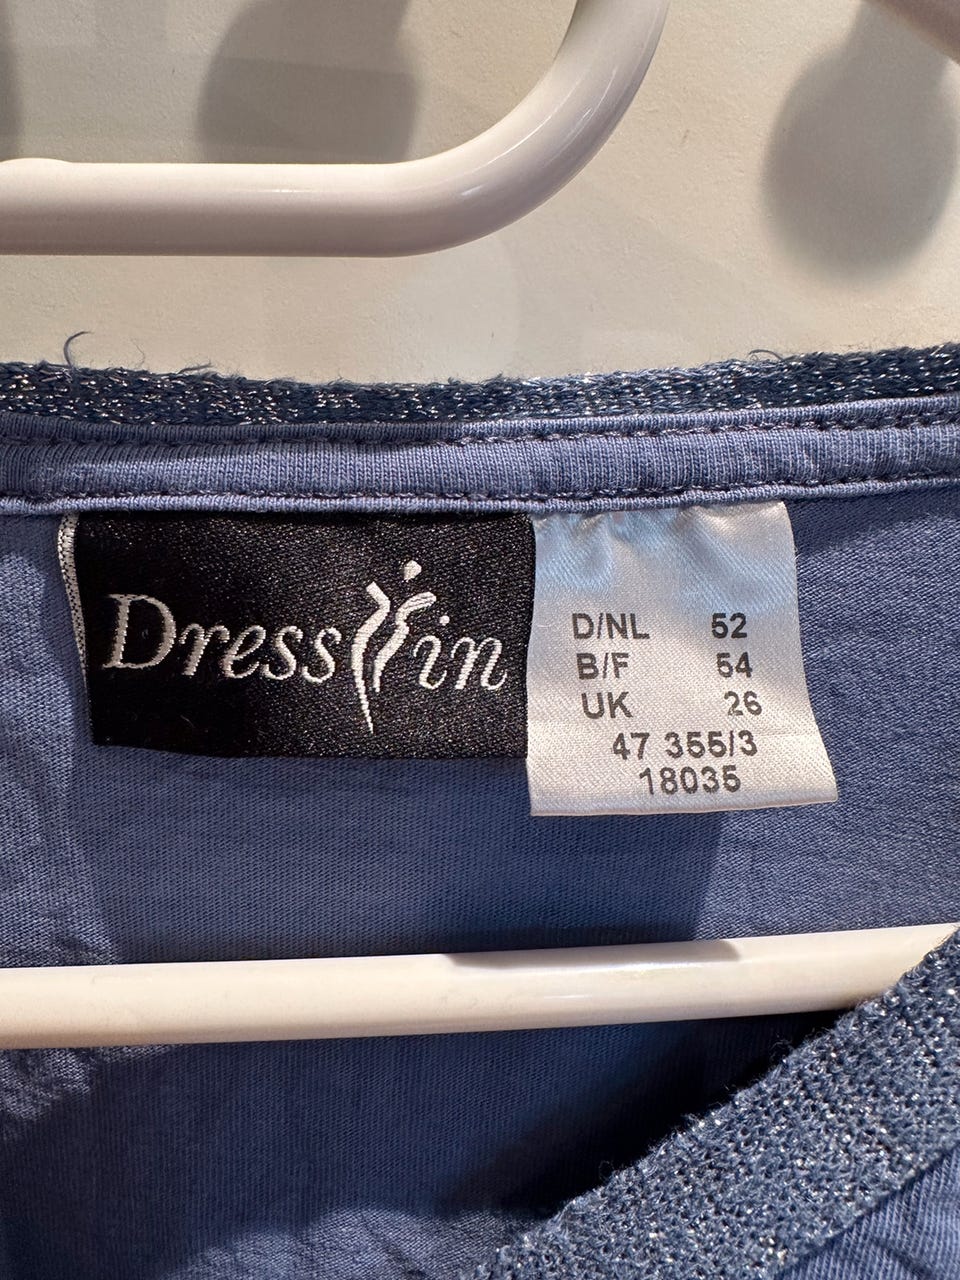 Dress in
D/NL 52
B/F 54
UK 26
47 355/3
18035